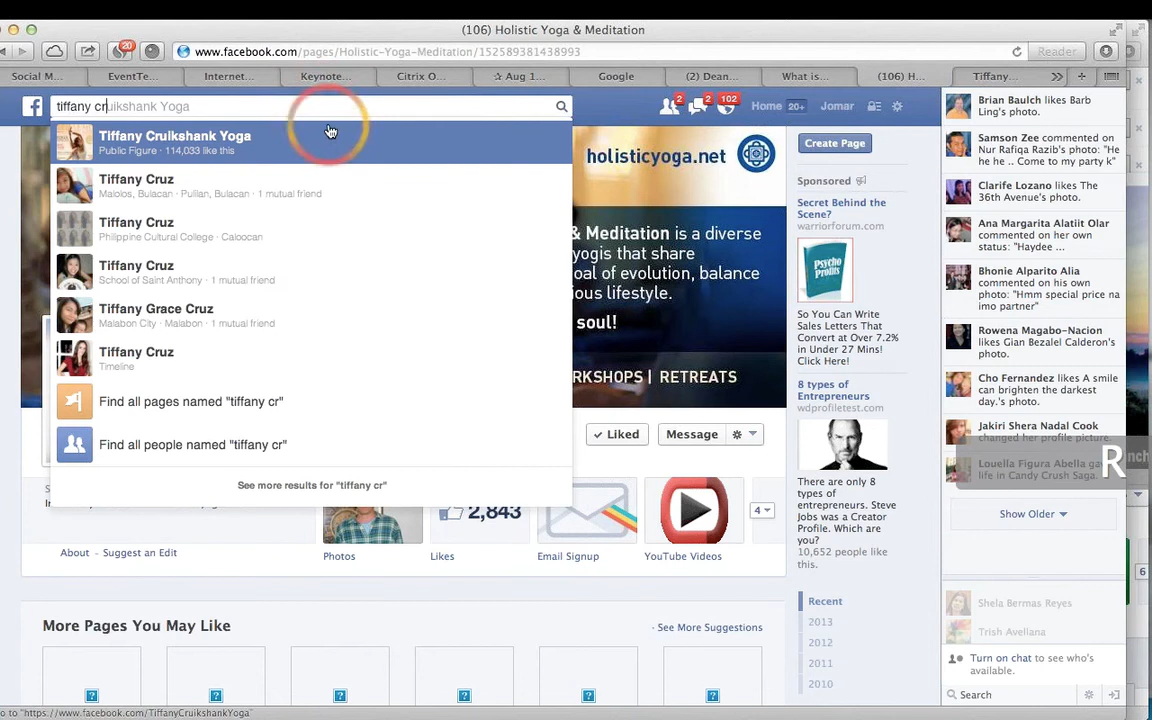 (106) Holistic Yoga & Meditation
20
www.facebook.com/pages/Holistic-Yoga-Meditation/152589381438993
Reader
Social M... EventTe... Internet... Keynote... Citrix O... ✰ Aug 1... Google (2) Dean... What is... (10) H... Tiffany... >> +
tiffany cruikshank Yoga
2 2 102 Home 20+ Jomar
Tiffany Cruikshank Yoga
Public Figure · 114,033 like this
Tiffany Cruz
Malolos, Bulacan · Pulilan, Bulacan · 1 mutual friend
Tiffany Cruz
Philippine Cultural College · Caloocan
Tiffany Cruz
School of Saint Anthony · 1 mutual friend
Tiffany Grace Cruz
Malabon City · Malabon · 1 mutual friend
Tiffany Cruz
Timeline
Find all pages named "tiffany cr"
Find all people named "tiffany cr"
See more results for "tiffany cr"
holisticyoga.net
& Meditation is a diverse
yogis that share
oal of evolution, balance
ious lifestyle.
soul!
RKSHOPS | RETREATS
✓ Liked Message
2,843
4
About - Suggest an Edit
Photos Likes Email Signup YouTube Videos
More Pages You May Like
· See More Suggestions
Create Page
Sponsored
Secret Behind the
Scene?
warriorforum.com
Psycho
Profits
So You Can Write
Sales Letters That
Convert at Over 7.2%
in Under 27 Mins!
Click Here!
8 types of
Entrepreneurs
wdprofiletest.com
There are only 8
types of
entrepreneurs. Steve
Jobs was a Creator
Profile. Which are
you?
10,652 people like
this.
Recent
2013
2012
2011
2010
Brian Baulch likes Barb
Ling's photo.
Samson Zee commented on
Nur Rafiqa Razib's photo: "He
he he .. Come to my party k"
Clarife Lozano likes The
36th Avenue's photo.
Ana Margarita Alatiit Olar
commented on her own
status: "Haydee ...
Bhonie Alparito Alia
commented on his own
photo: "Hmm special price na
imo partner"
Rowena Magabo-Nacion
likes Gian Bezalel Calderon's
photo.
Cho Fernandez likes A smile
can brighten the darkest
day.'s photo.
Jakiri Shera Nadal Cook
changed her profile picture.
Louella Figura Abella gav
life in Candy Crush Saga.
R
Show Older
6
Shela Bermas Reyes
Trish Avellana
Turn on chat to see who's
available.
Search
o to "https://www.facebook.com/TiffanyCruikshankYoga"